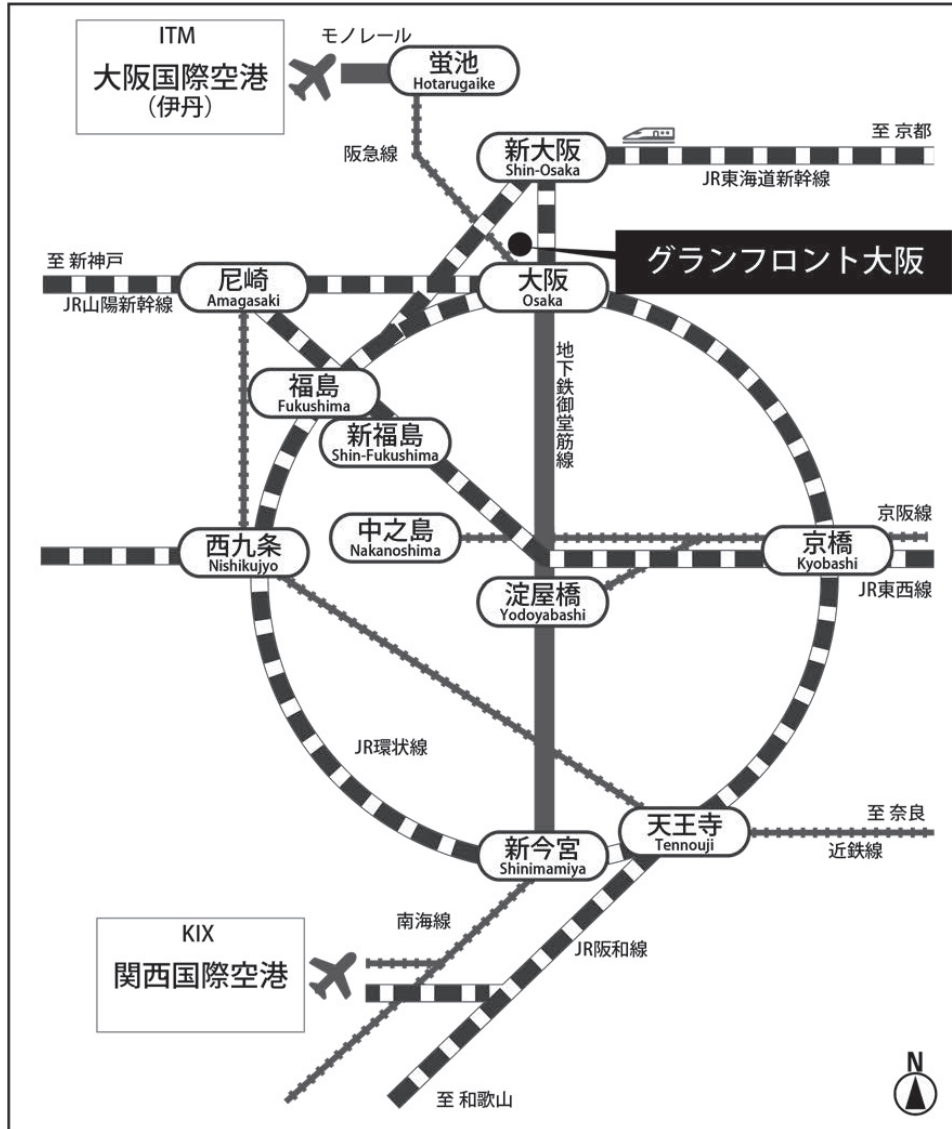 ITM
大阪国際空港
（伊丹）
モノレール
蛍池
Hotarugaike
阪急線
新大阪
Shin-Osaka
至 京都
JR東海道新幹線
グランフロント大阪
至 新神戸
JR山陽新幹線
尼崎
Amagasaki
大阪
Osaka
地下鉄御堂筋線
福島
Fukushima
新福島
Shin-Fukushima
西九条
Nishikujyo
中之島
Nakanoshima
京阪線
京橋
Kyobashi
JR東西線
淀屋橋
Yodoyabashi
JR環状線
新今宮
Shinimamiya
天王寺
Tennouji
至 奈良
近鉄線
KIX
関西国際空港
南海線
JR阪和線
至 和歌山
N